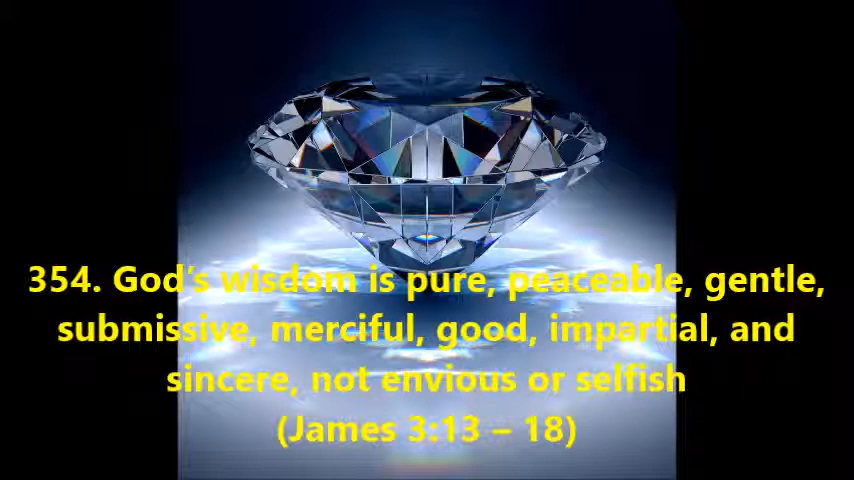 354. God’s wisdom is pure, peaceable, gentle,
submissive, merciful, good, impartial, and
sincere, not envious or selfish
(James 3:13 – 18)